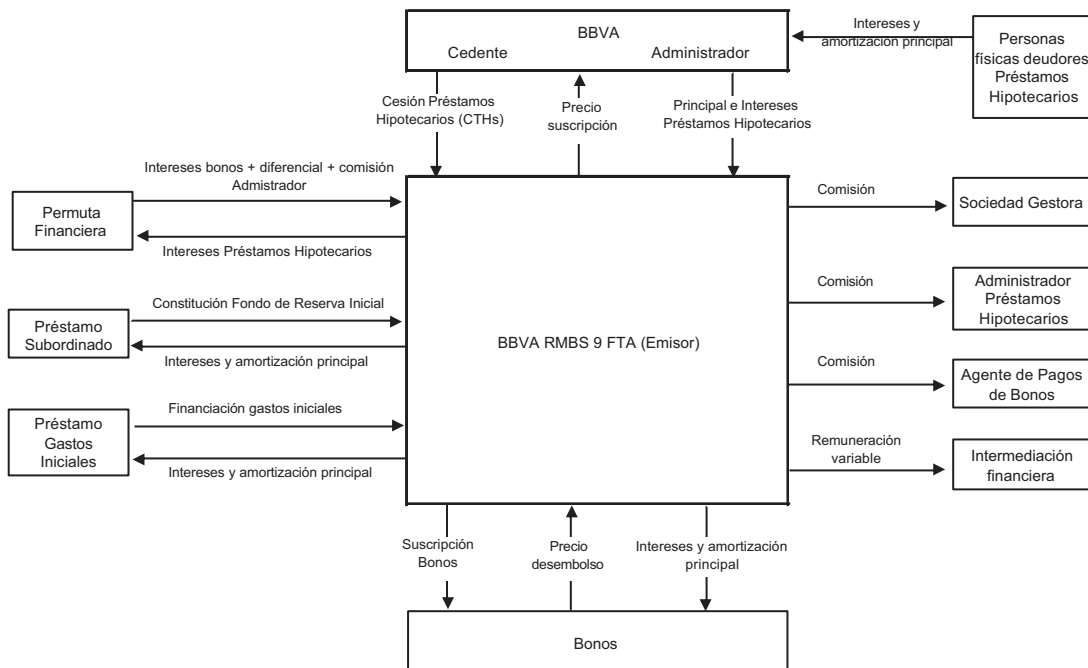 BBVA
Cedente
Administrador
Intereses y
amortización principal
Personas
físicas deudores
Préstamos
Hipotecarios
Cesión Préstamos
Hipotecarios (CTHs)
Precio
suscripción
Principal e Intereses
Préstamos Hipotecarios
Intereses bonos + diferencial + comisión
Admistrador
Permuta
Financiera
Intereses Préstamos Hipotecarios
Constitución Fondo de Reserva Inicial
Préstamo
Subordinado
Intereses y amortización principal
Financiación gastos iniciales
Préstamo
Gastos
Iniciales
Intereses y amortización principal
BBVA RMBS 9 FTA (Emisor)
Comisión
Sociedad Gestora
Comisión
Administrador
Préstamos
Hipotecarios
Comisión
Agente de Pagos
de Bonos
Remuneración
variable
Intermediación
financiera
Suscripción
Bonos
Precio
desembolso
Intereses y amortización
principal
Bonos